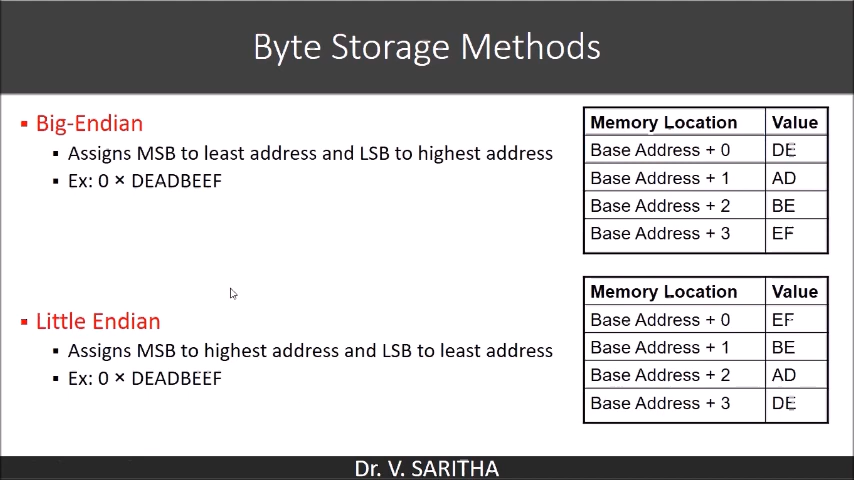 Byte Storage Methods
Big-Endian
Assigns MSB to least address and LSB to highest address
Ex: 0 × DEADBEEF
Memory Location Value
Base Address + 0 DE
Base Address + 1 AD
Base Address + 2 BE
Base Address + 3 EF
Little Endian
Assigns MSB to highest address and LSB to least address
Ex: 0 × DEADBEEF
Memory Location Value
Base Address + 0 EF
Base Address + 1 BE
Base Address + 2 AD
Base Address + 3 DE
Dr. V. SARITHA